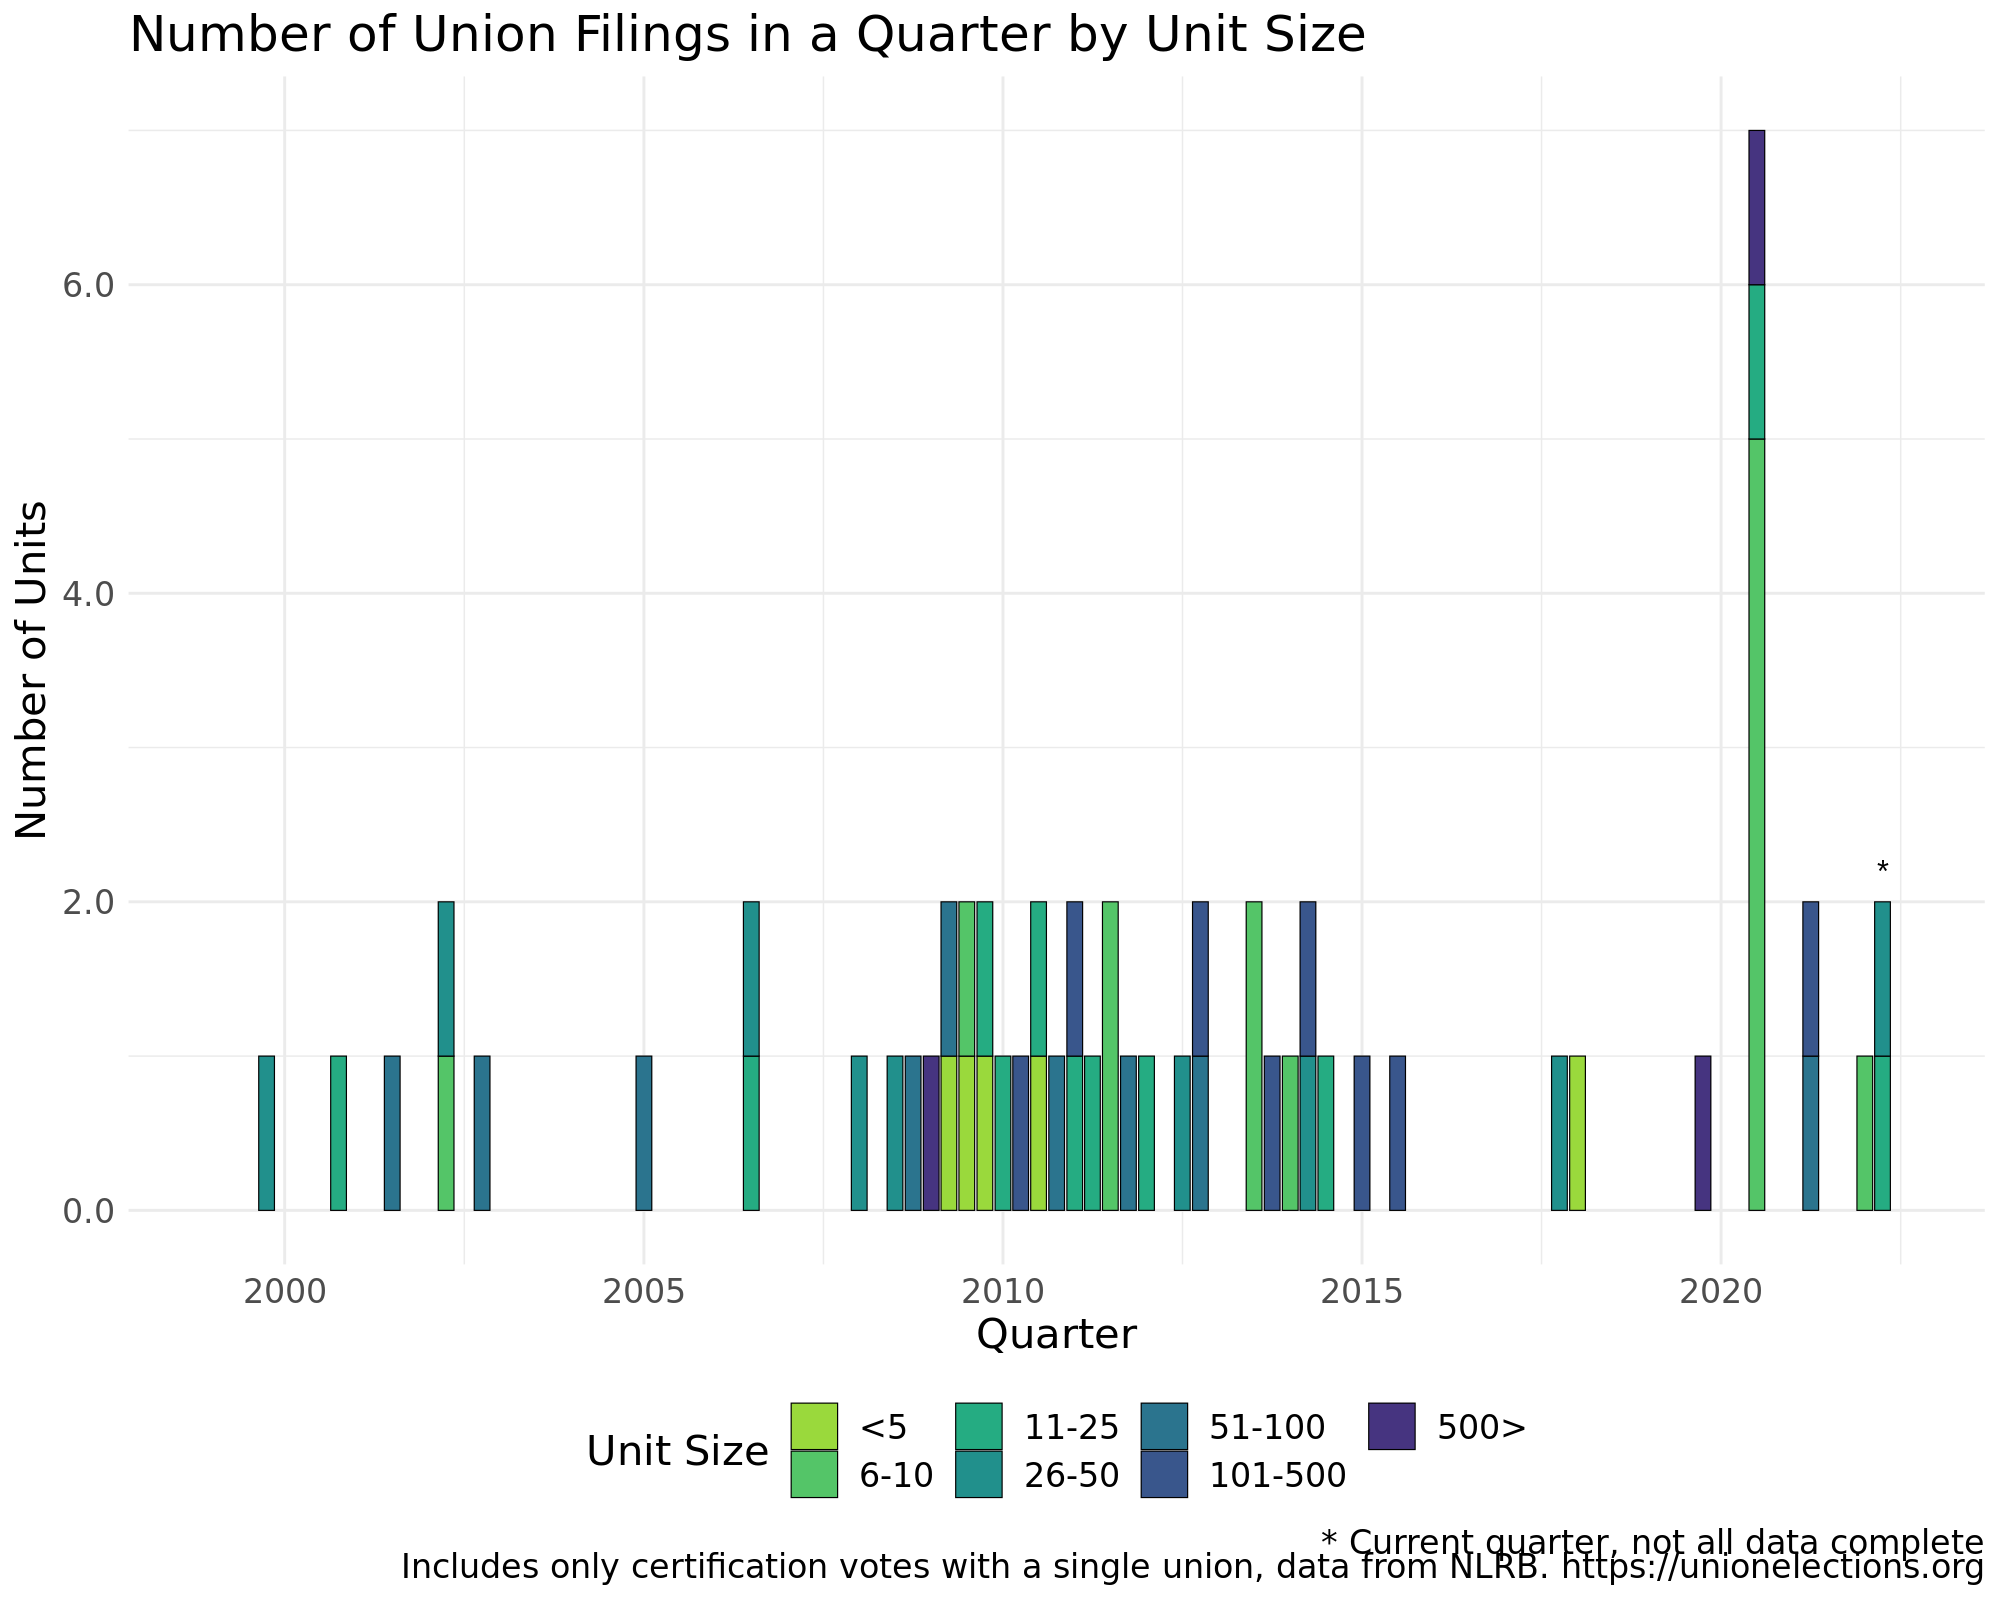 Number of Union Filings in a Quarter by Unit Size
Number of Units
6.0
4.0
2.0
0.0
*
2000 2005 2010 2015 2020
Quarter
Unit Size
<5 11-25 51-100 500>
6-10 26-50 101-500
* Current quarter, not all data complete
Includes only certification votes with a single union, data from NLRB. https://unionelections.org